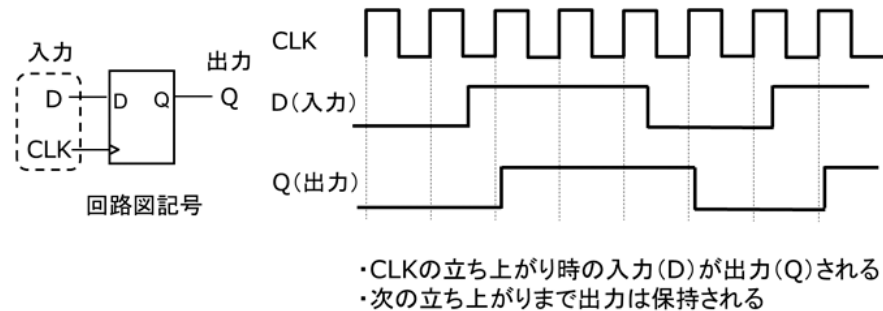 入力
D
CLK
D
Q
出力
Q
回路図記号
CLK
D(入力)
Q(出力)
・CLKの立ち上がり時の入力(D)が出力(Q)される
・次の立ち上がりまで出力は保持される